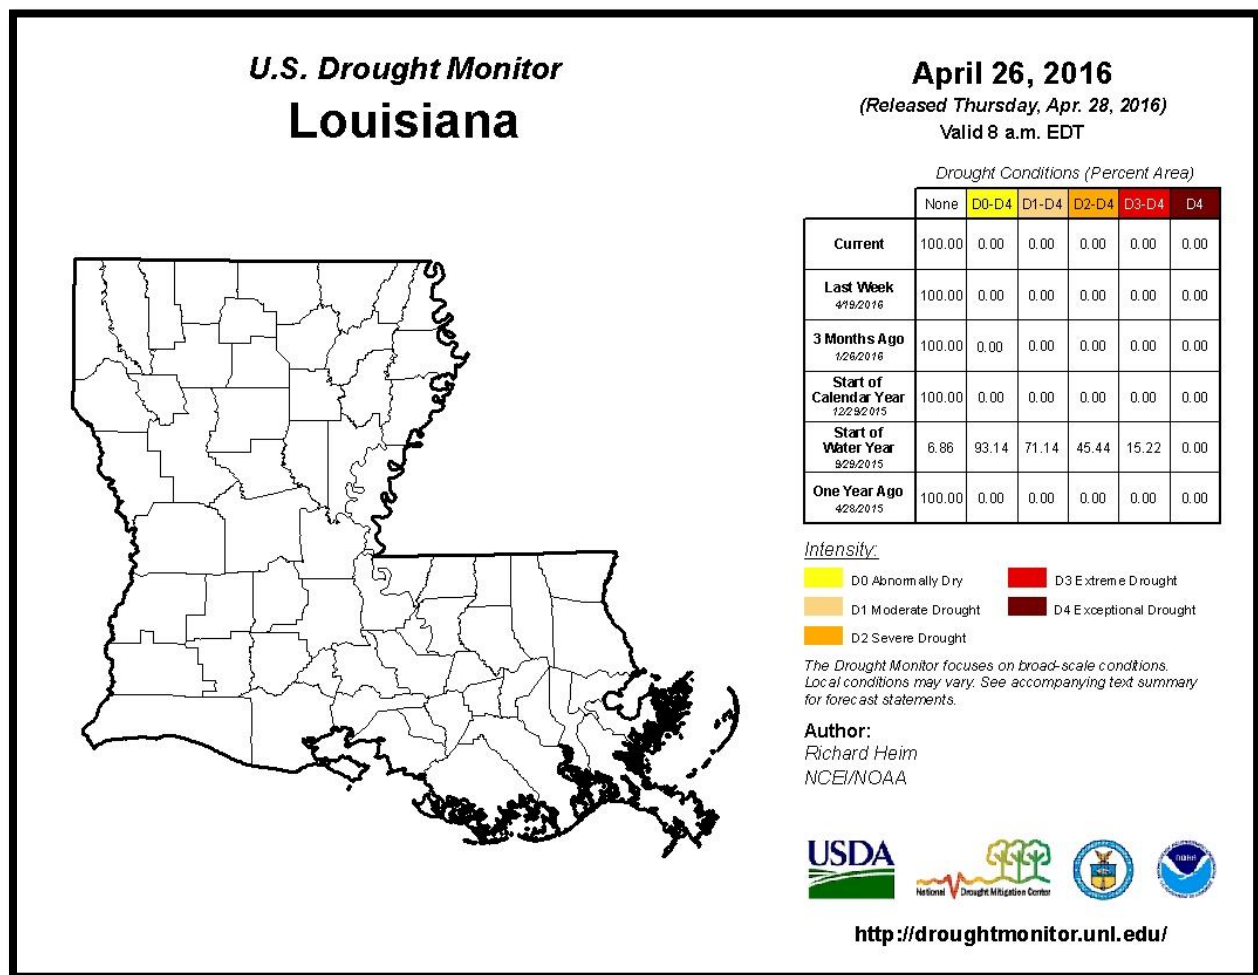 U.S. Drought Monitor
Louisiana
April 26, 2016
(Released Thursday, Apr. 28, 2016)
Valid 8 a.m. EDT
Drought Conditions (Percent Area)
None D0-D4 D1-D4 D2-D4 D3-D4 D4
Current 100.00 0.00 0.00 0.00 0.00 0.00
Last Week
4/19/2016
100.00 0.00 0.00 0.00 0.00 0.00
3 Months Ago
1/26/2016
100.00 0.00 0.00 0.00 0.00 0.00
Start of
Calendar Year
12/29/2015
100.00 0.00 0.00 0.00 0.00 0.00
Start of
Water Year
9/29/2015
6.86 93.14 71.14 45.44 15.22 0.00
One Year Ago
4/28/2015
100.00 0.00 0.00 0.00 0.00 0.00
Intensity:
D0 Abnormally Dry
D1 Moderate Drought
D2 Severe Drought
D3 Extreme Drought
D4 Exceptional Drought
The Drought Monitor focuses on broad-scale conditions.
Local conditions may vary. See accompanying text summary
for forecast statements.
Author:
Richard Heim
NCEI/NOAA
USDA
National Drought Mitigation Center
NOAA
http://droughtmonitor.unl.edu/